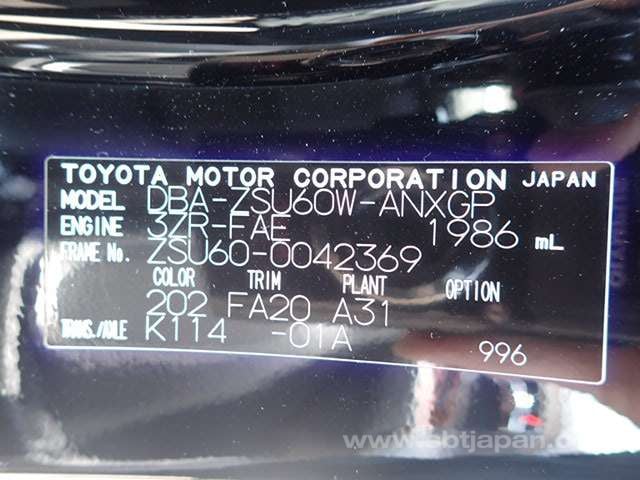 TOYOTA MOTOR CORPORATION JAPAN
MODEL DBA-ZSU60W-ANXGP
ENGINE 3ZR-FAE 1986 mL
FRAME No. ZSU60-0042369
COLOR TRIM PLANT OPTION
202 FA20 A31
TRANS./AXLE K114 -01A 996